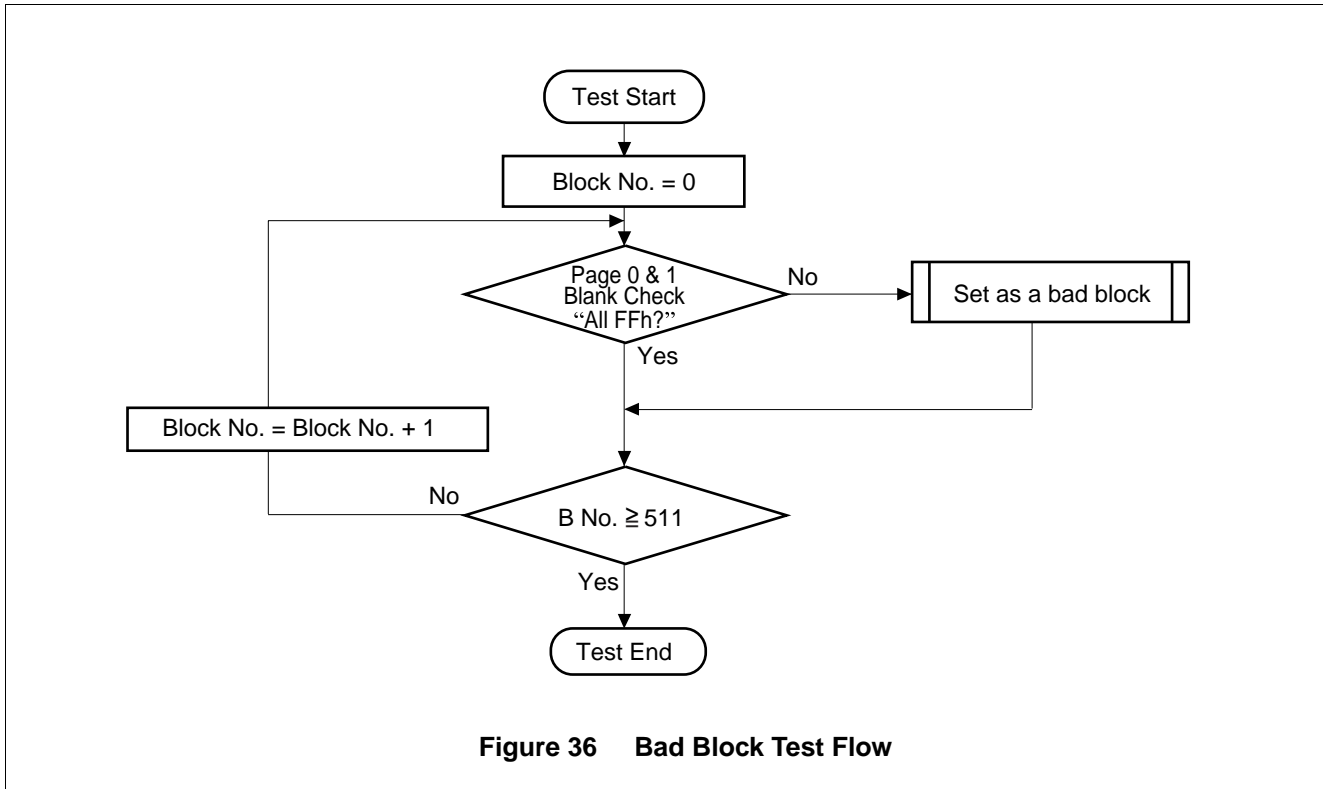 Test Start
Block No. = 0
Page 0 & 1
Blank Check
“All FFh?”
No
Set as a bad block
Yes
Block No. = Block No. + 1
No
B No. ≧ 511
Yes
Test End
Figure 36 Bad Block Test Flow